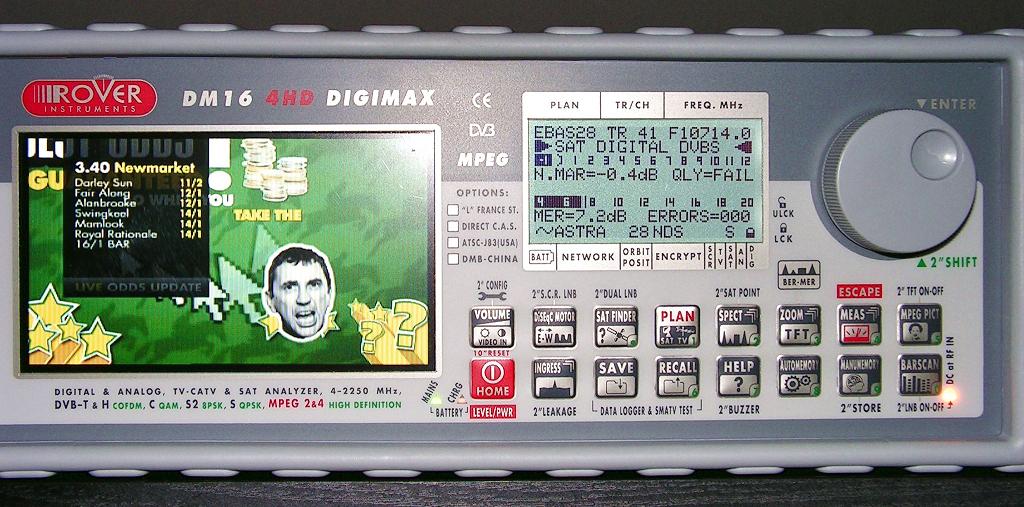 ROVER
INSTRUMENTS
DM16 4HD DIGIMAX
CE
DVB
MPEG
OPTIONS:
"L" FRANCE ST.
DIRECT C.A.S.
ATSC-J83(USA)
DMB-CHINA
3.40 Newmarket
Darley Sun 11/2
Fair Along 12/1
Alanbrooke 12/1
Swingkeel 14/1
Mamlook 14/1
Royal Rationale 14/1
16/1 BAR
LIVE ODDS UPDATE
YOU
TAKE THE
PLAN TR/CH FREQ. MHz
EBAS28 TR 41 F10714.0
SAT DIGITAL DVBS
1 2 3 4 5 6 7 8 9 10 11 12
N.MAR=-0.4dB QLY=FAIL
4 6 8 10 12 14 16 18 20
MER=7.2dB ERRORS=000
~ASTRA 28NDS S
BATT NETWORK ORBIT POSIT ENCRYPT SCR STV SAT AN DIG
ULCK
LCK
▼ ENTER
▲ 2"SHIFT
BER-MER
2" CONFIG
2"S.C.R. LNB
2"DUAL LNB
2"SAT POINT
ESCAPE
2" TFT ON-OFF
VOLUME
VIDEO IN
DiSEqC MOTOR
E-W
SAT FINDER
PLAN
SAT TV
SPECT
ZOOM
TFT
MEAS
MPEG PICT
10"RESET
HOME
LEVEL/PWR
INGRESS
2"LEAKAGE
SAVE
RECALL
DATA LOGGER & SMATV TEST
HELP
?
2"BUZZER
AUTOMEMORY
MANUMEMORY
2"STORE
BARSCAN
2"LNB ON-OFF
DC at RF IN
MAINS
CHRG
BATTERY
DIGITAL & ANALOG, TV-CATV & SAT ANALYZER, 4-2250 MHz,
DVB-T & H COFDM, C QAM, S2 8PSK, S QPSK, MPEG 2&4 HIGH DEFINITION